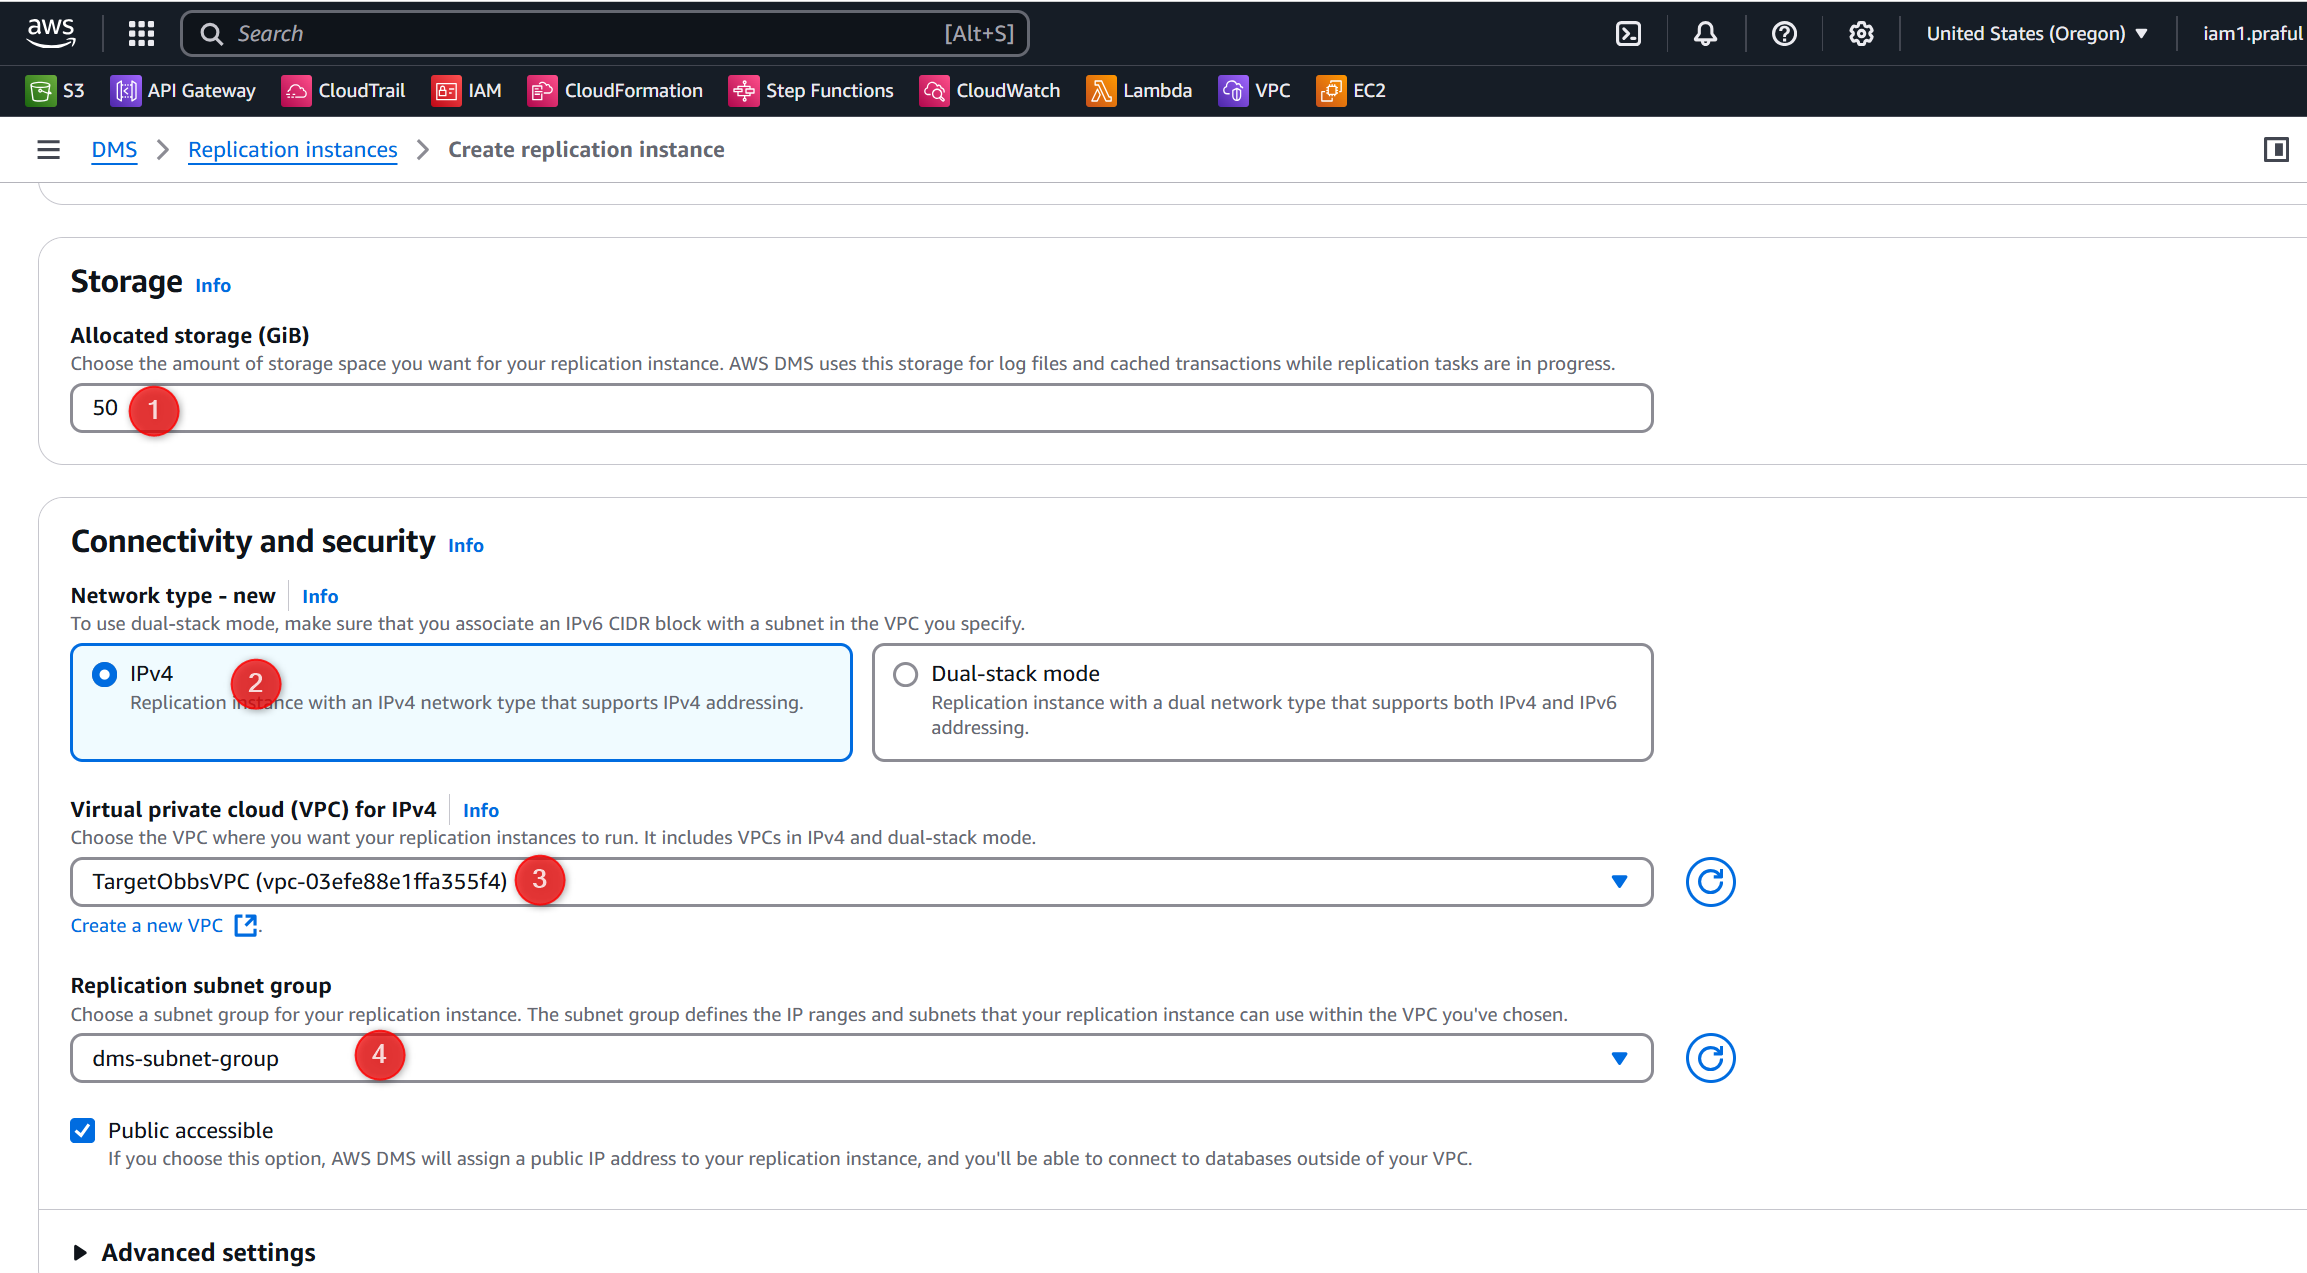 aws Search [Alt+S] United States (Oregon) iam1.praful
S3 API Gateway CloudTrail IAM CloudFormation Step Functions CloudWatch Lambda VPC EC2
DMS Replication instances Create replication instance
Storage Info
Allocated storage (GiB)
Choose the amount of storage space you want for your replication instance. AWS DMS uses this storage for log files and cached transactions while replication tasks are in progress.
50 1
Connectivity and security Info
Network type - new Info
To use dual-stack mode, make sure that you associate an IPv6 CIDR block with a subnet in the VPC you specify.
IPv4 2
Replication instance with an IPv4 network type that supports IPv4 addressing.
Dual-stack mode
Replication instance with a dual network type that supports both IPv4 and IPv6
addressing.
Virtual private cloud (VPC) for IPv4 Info
Choose the VPC where you want your replication instances to run. It includes VPCs in IPv4 and dual-stack mode.
TargetObbsVPC (vpc-03efe88e1ffa355f4) 3
Create a new VPC .
Replication subnet group
Choose a subnet group for your replication instance. The subnet group defines the IP ranges and subnets that your replication instance can use within the VPC you've chosen.
dms-subnet-group 4
Public accessible
If you choose this option, AWS DMS will assign a public IP address to your replication instance, and you'll be able to connect to databases outside of your VPC.
Advanced settings